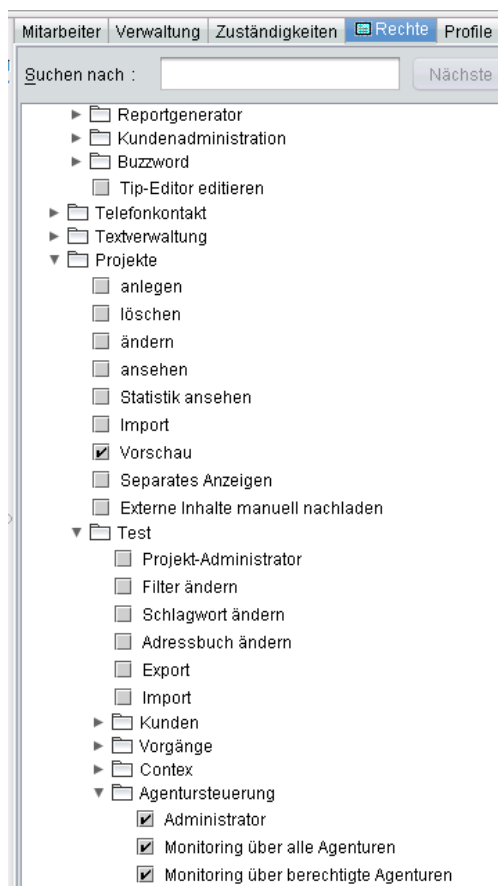 Mitarbeiter Verwaltung Zuständigkeiten Rechte Profile
Suchen nach : Nächste
Reportgenerator
Kundenadministration
Buzzword
Tip-Editor editieren
Telefonkontakt
Textverwaltung
Projekte
anlegen
löschen
ändern
ansehen
Statistik ansehen
Import
Vorschau
Separates Anzeigen
Externe Inhalte manuell nachladen
Test
Projekt-Administrator
Filter ändern
Schlagwort ändern
Adressbuch ändern
Export
Import
Kunden
Vorgänge
Contex
Agentursteuerung
Administrator
Monitoring über alle Agenturen
Monitoring über berechtigte Agenturen